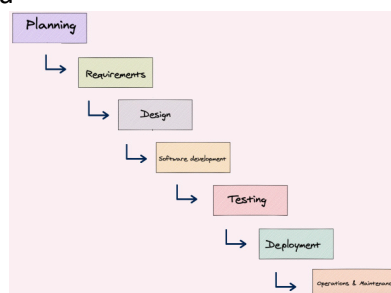 Planning
Requirements
Design
Software development
Testing
Deployment
Operations & Maintenance